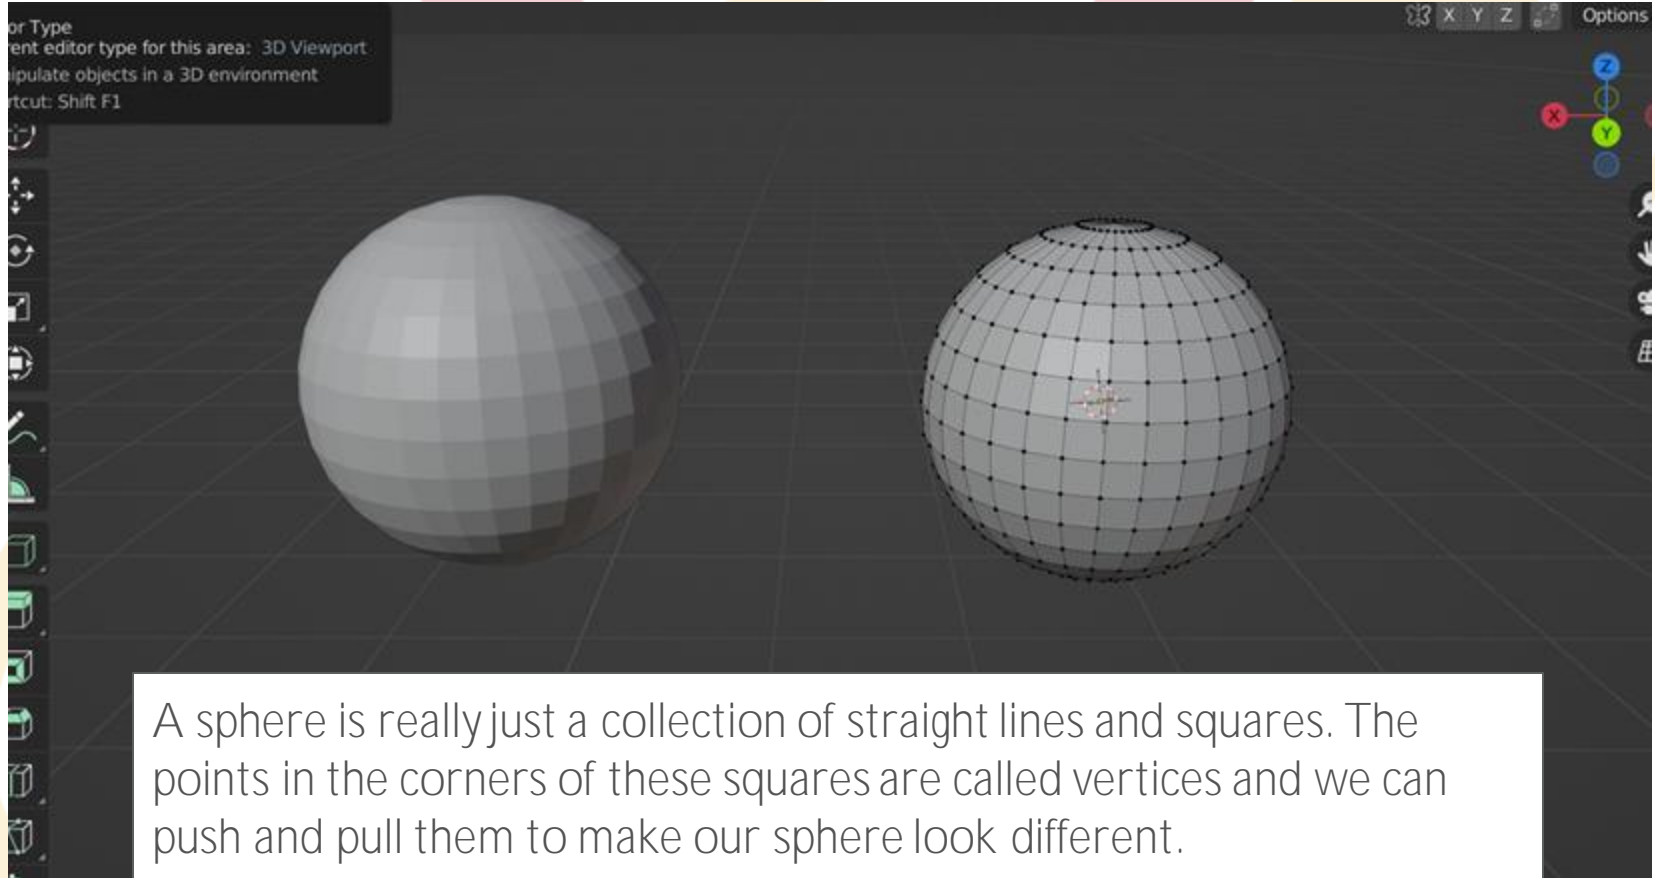 or Type
rent editor type for this area: 3D Viewport
nipulate objects in a 3D environment
rtcut: Shift F1
X Y Z Options
Z
X
Y
A sphere is really just a collection of straight lines and squares. The
points in the corners of these squares are called vertices and we can
push and pull them to make our sphere look different.